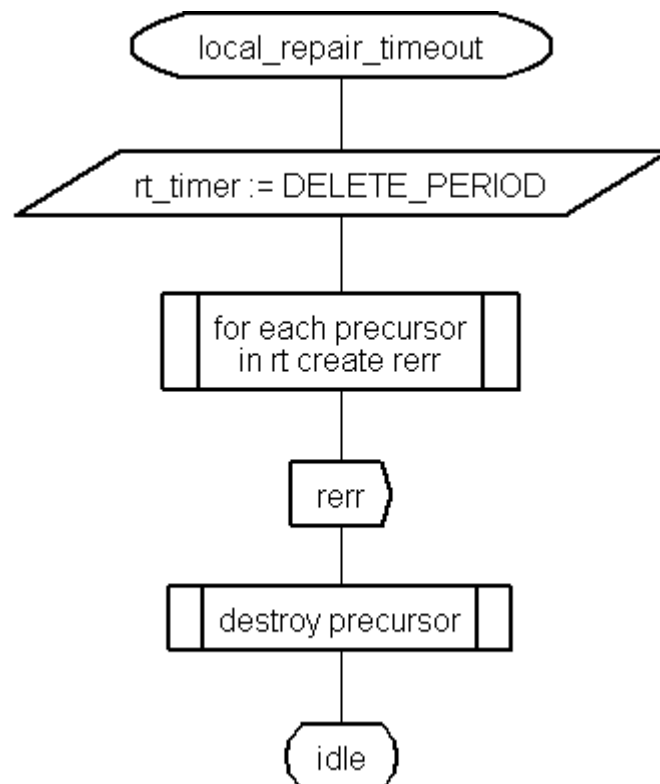 local_repair_timeout
rt_timer := DELETE_PERIOD
for each precursor
in rt create rerr
rerr
destroy precursor
idle